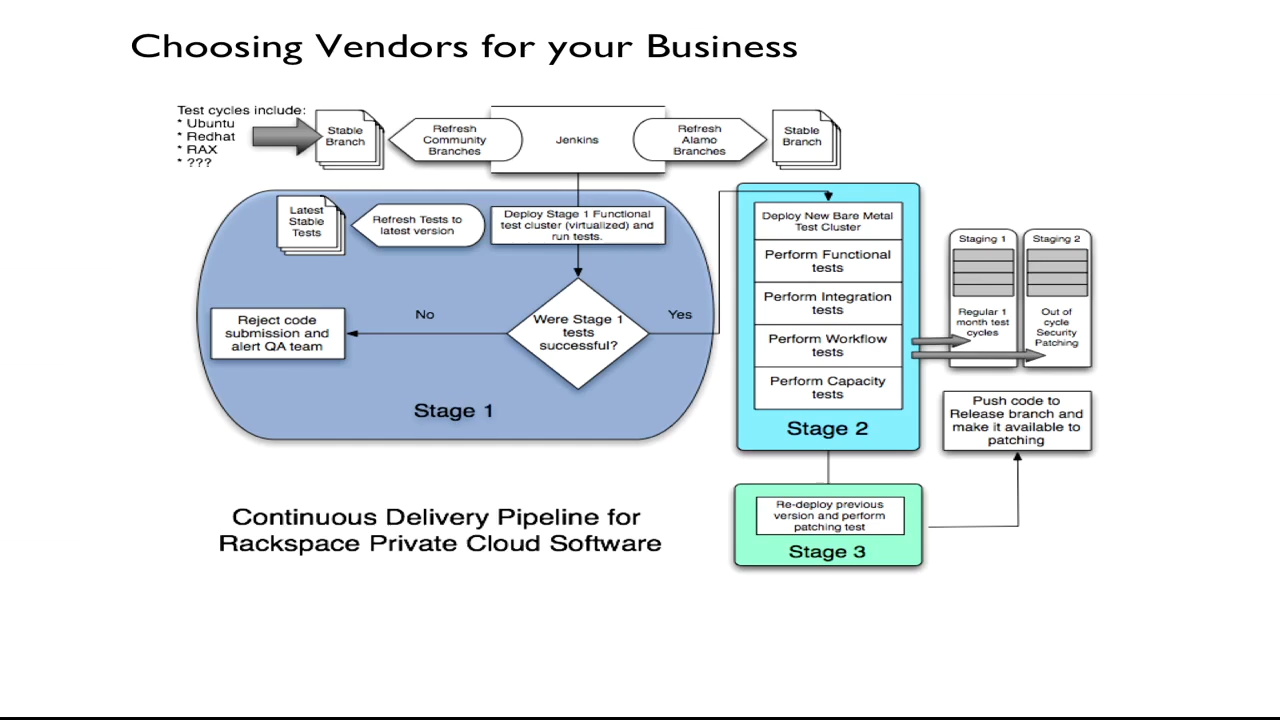 Choosing Vendors for your Business
Test cycles include:
* Ubuntu
* Redhat
* RAX
* ???
Stable
Branch
Refresh
Community
Branches
Jenkins
Refresh
Alamo
Branches
Stable
Branch
Latest
Stable
Tests
Refresh Tests to
latest version
Deploy Stage 1 Functional
test cluster (virtualized) and
run tests.
Were Stage 1
tests
successful?
No
Yes
Reject code
submission and
alert QA team
Stage 1
Deploy New Bare Metal
Test Cluster
Perform Functional
tests
Perform Integration
tests
Perform Workflow
tests
Perform Capacity
tests
Stage 2
Staging 1
Regular 1
month test
cycles
Staging 2
Out of
cycle
Security
Patching
Push code to
Release branch and
make it available to
patching
Re-deploy previous
version and perform
patching test
Stage 3
Continuous Delivery Pipeline for
Rackspace Private Cloud Software